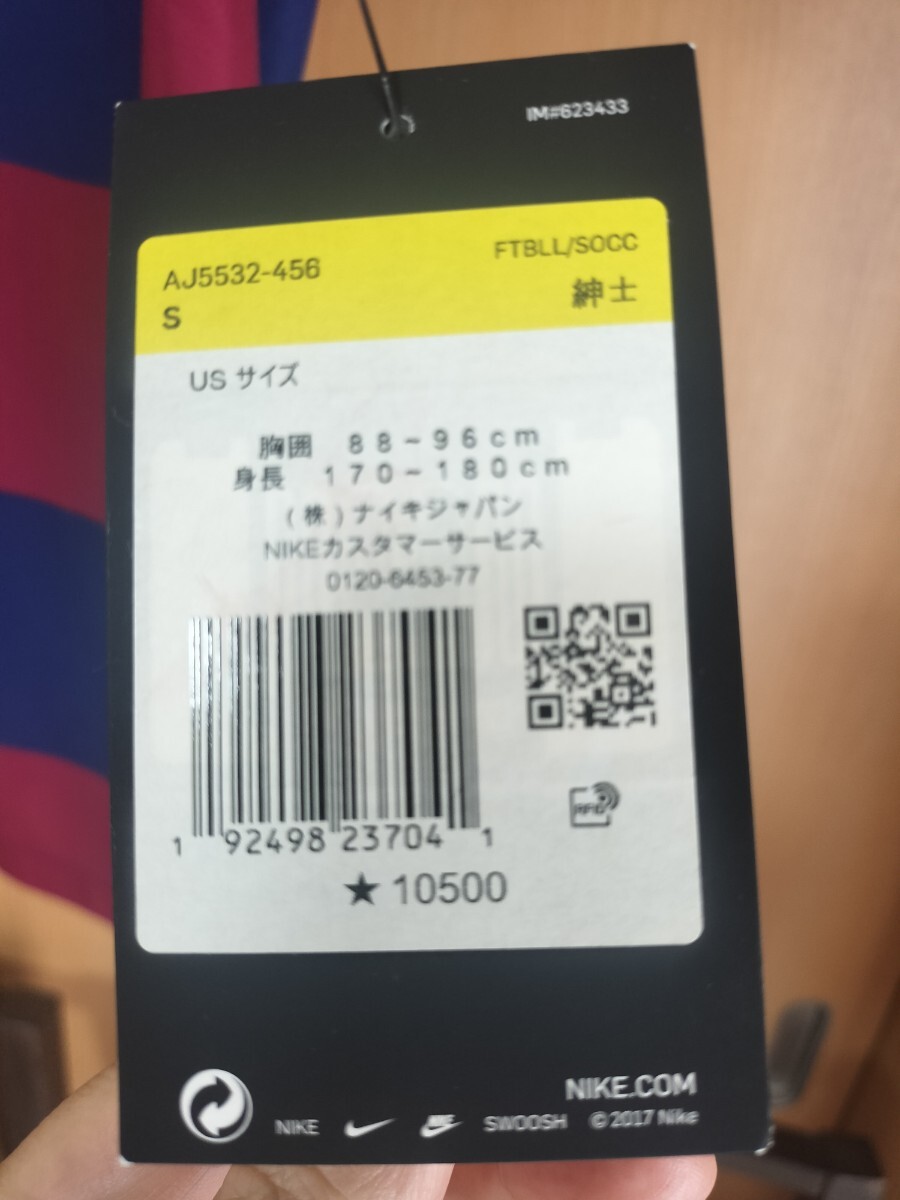 IM#623433
AJ5532-456
FTBLL/SOCC
S
紳士
US サイズ
胸囲 88~96cm
身長 170~180cm
(株)ナイキジャパン
NIKEカスタマーサービス
0120-6453-77
1 92498 23704 1
★10500
RFID
NIKE.COM
NIKE NIKE SWOOSH © 2017 Nike